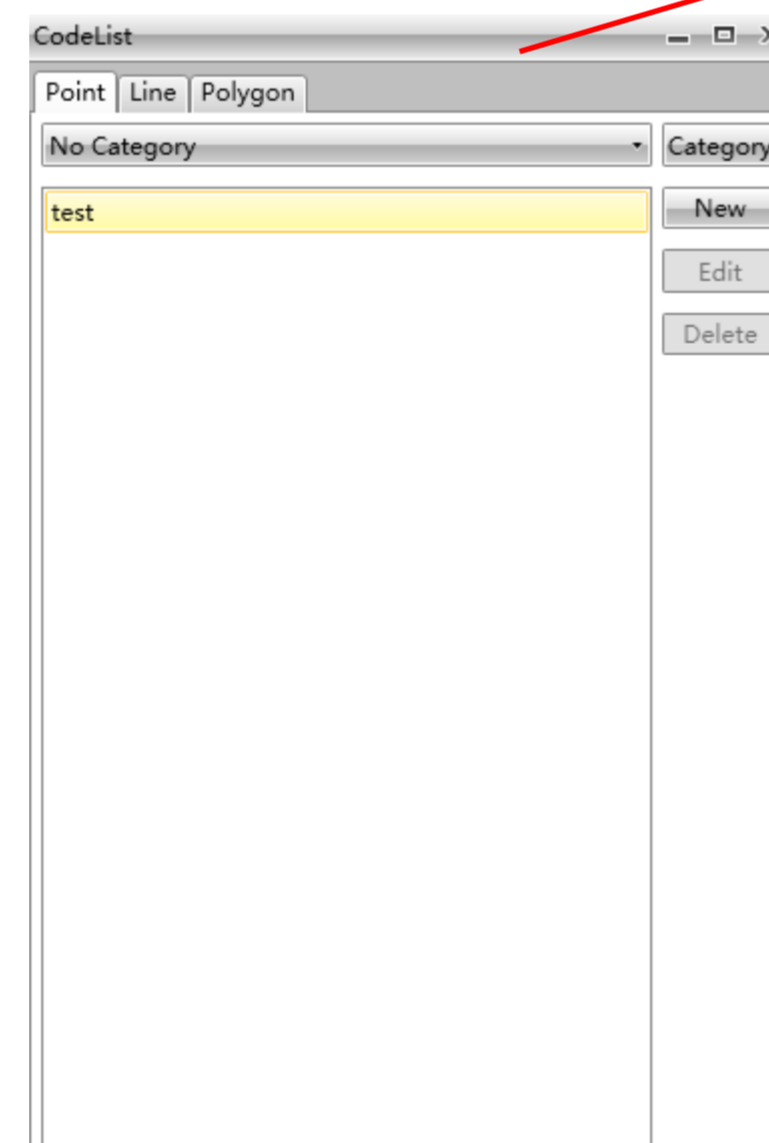 CodeList
Point Line Polygon
No Category Category
test New
Edit
Delete